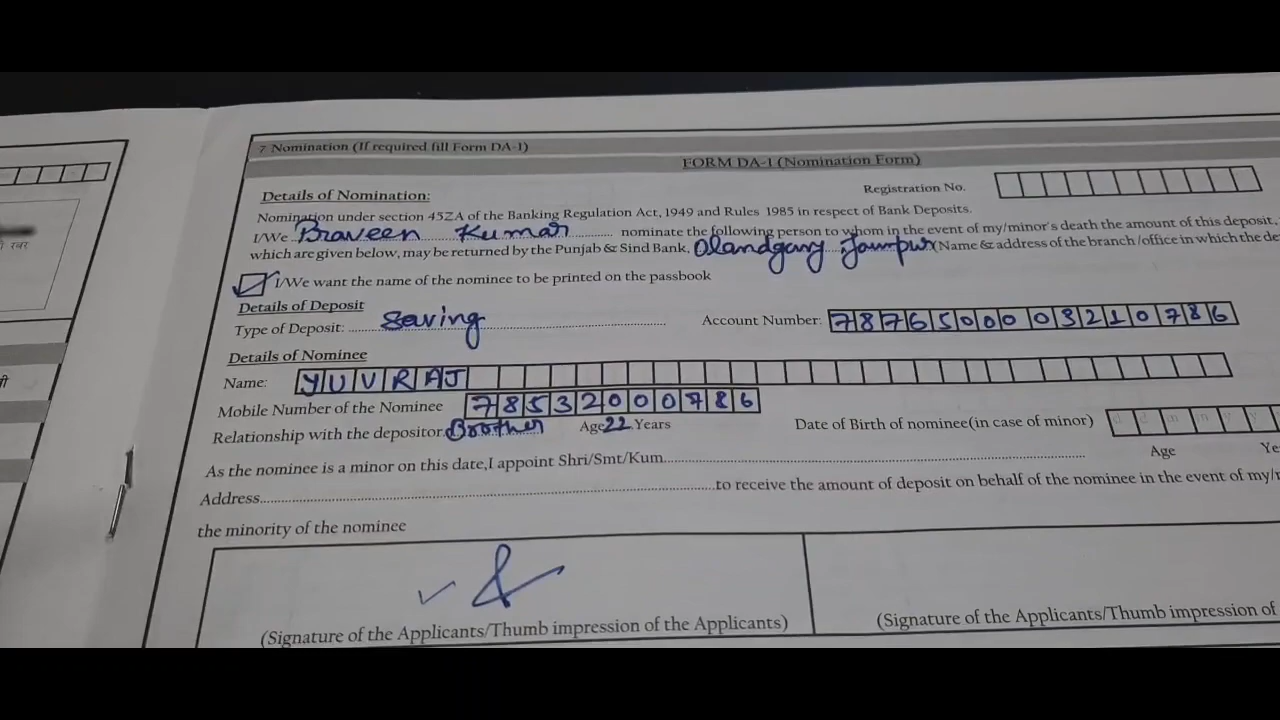 7 Nomination (If required fill Form DA-1)
FORM DA-1 (Nomination Form)
Details of Nomination:
Registration No.
Nomination under section 45ZA of the Banking Regulation Act, 1949 and Rules 1985 in respect of Bank Deposits.
I/We Praveen Kumar nominate the following person to whom in the event of my/minor's death the amount of this deposit,
which are given below, may be returned by the Punjab & Sind Bank, Olandganj Jaunpur (Name & address of the branch /office in which the de
I/We want the name of the nominee to be printed on the passbook
Details of Deposit
Type of Deposit: Saving Account Number: 7876500003210786
Details of Nominee
Name: YUVRAJ
Mobile Number of the Nominee 78532000786
Relationship with the depositor. Brother Age 22 Years Date of Birth of nominee(in case of minor)
As the nominee is a minor on this date, I appoint Shri/Smt/Kum. Age Ye
Address to receive the amount of deposit on behalf of the nominee in the event of my/
the minority of the nominee
(Signature of the Applicants/Thumb impression of the Applicants) (Signature of the Applicants/Thumb impression of